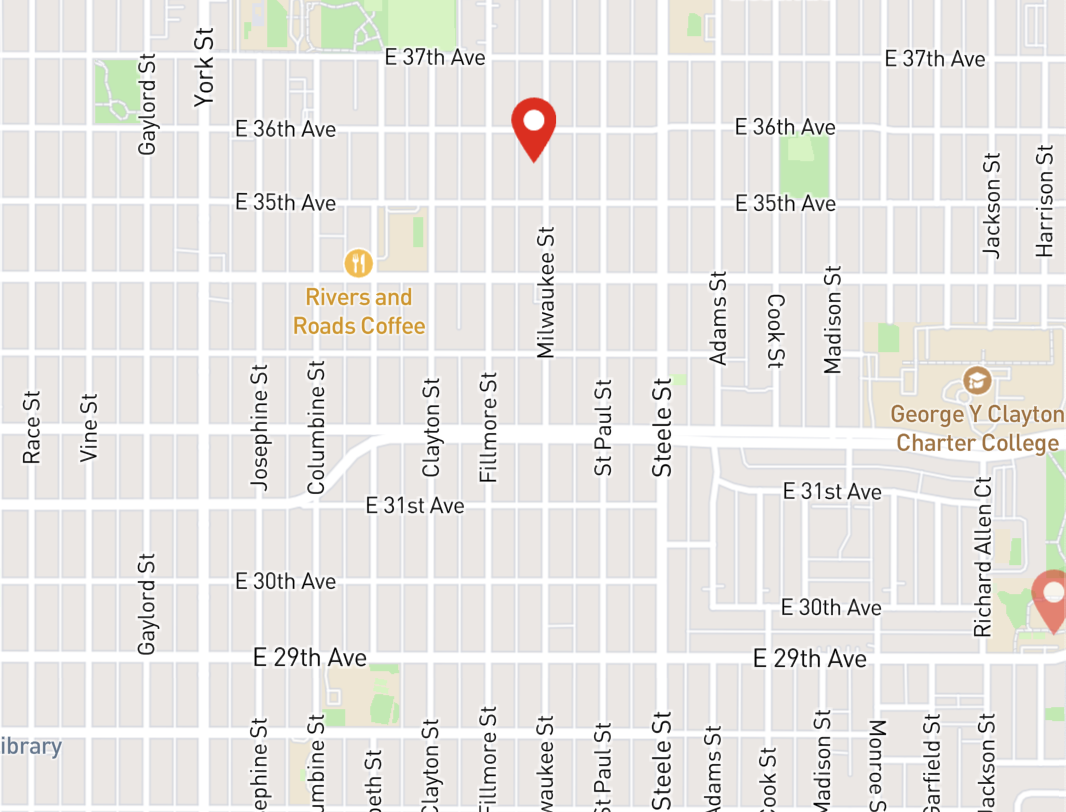 E 37th Ave
E 37th Ave
York St
Gaylord St
E 36th Ave
E 36th Ave
E 35th Ave
E 35th Ave
Jackson St
Harrison St
Rivers and
Roads Coffee
Milwaukee St
Adams St
Cook St
Madison St
George Y Clayton
Charter College
Race St
Vine St
Josephine St
Columbine St
Clayton St
Fillmore St
St Paul St
Steele St
E 31st Ave
E 31st Ave
Richard Allen Ct
Gaylord St
E 30th Ave
E 30th Ave
E 29th Ave
E 29th Ave
ibrary
ephine St
umbine St
beth St
Clayton St
Fillmore St
waukee St
St Paul St
Steele St
Adams St
ook St
Madison St
Monroe S
Garfield St
Jackson St